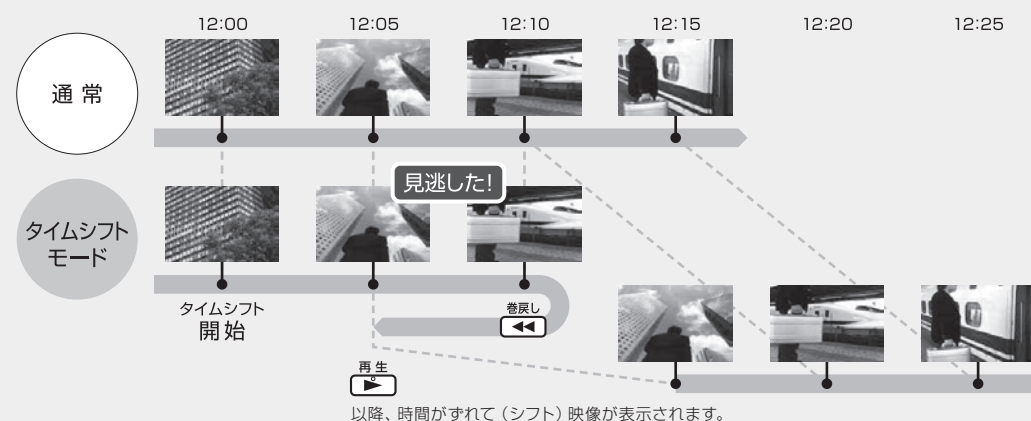 12:00 12:05 12:10 12:15 12:20 12:25
通常
見逃した!
タイムシフト
モード
タイムシフト
開始
巻戻し
再生
以降、時間がずれて（シフト）映像が表示されます。